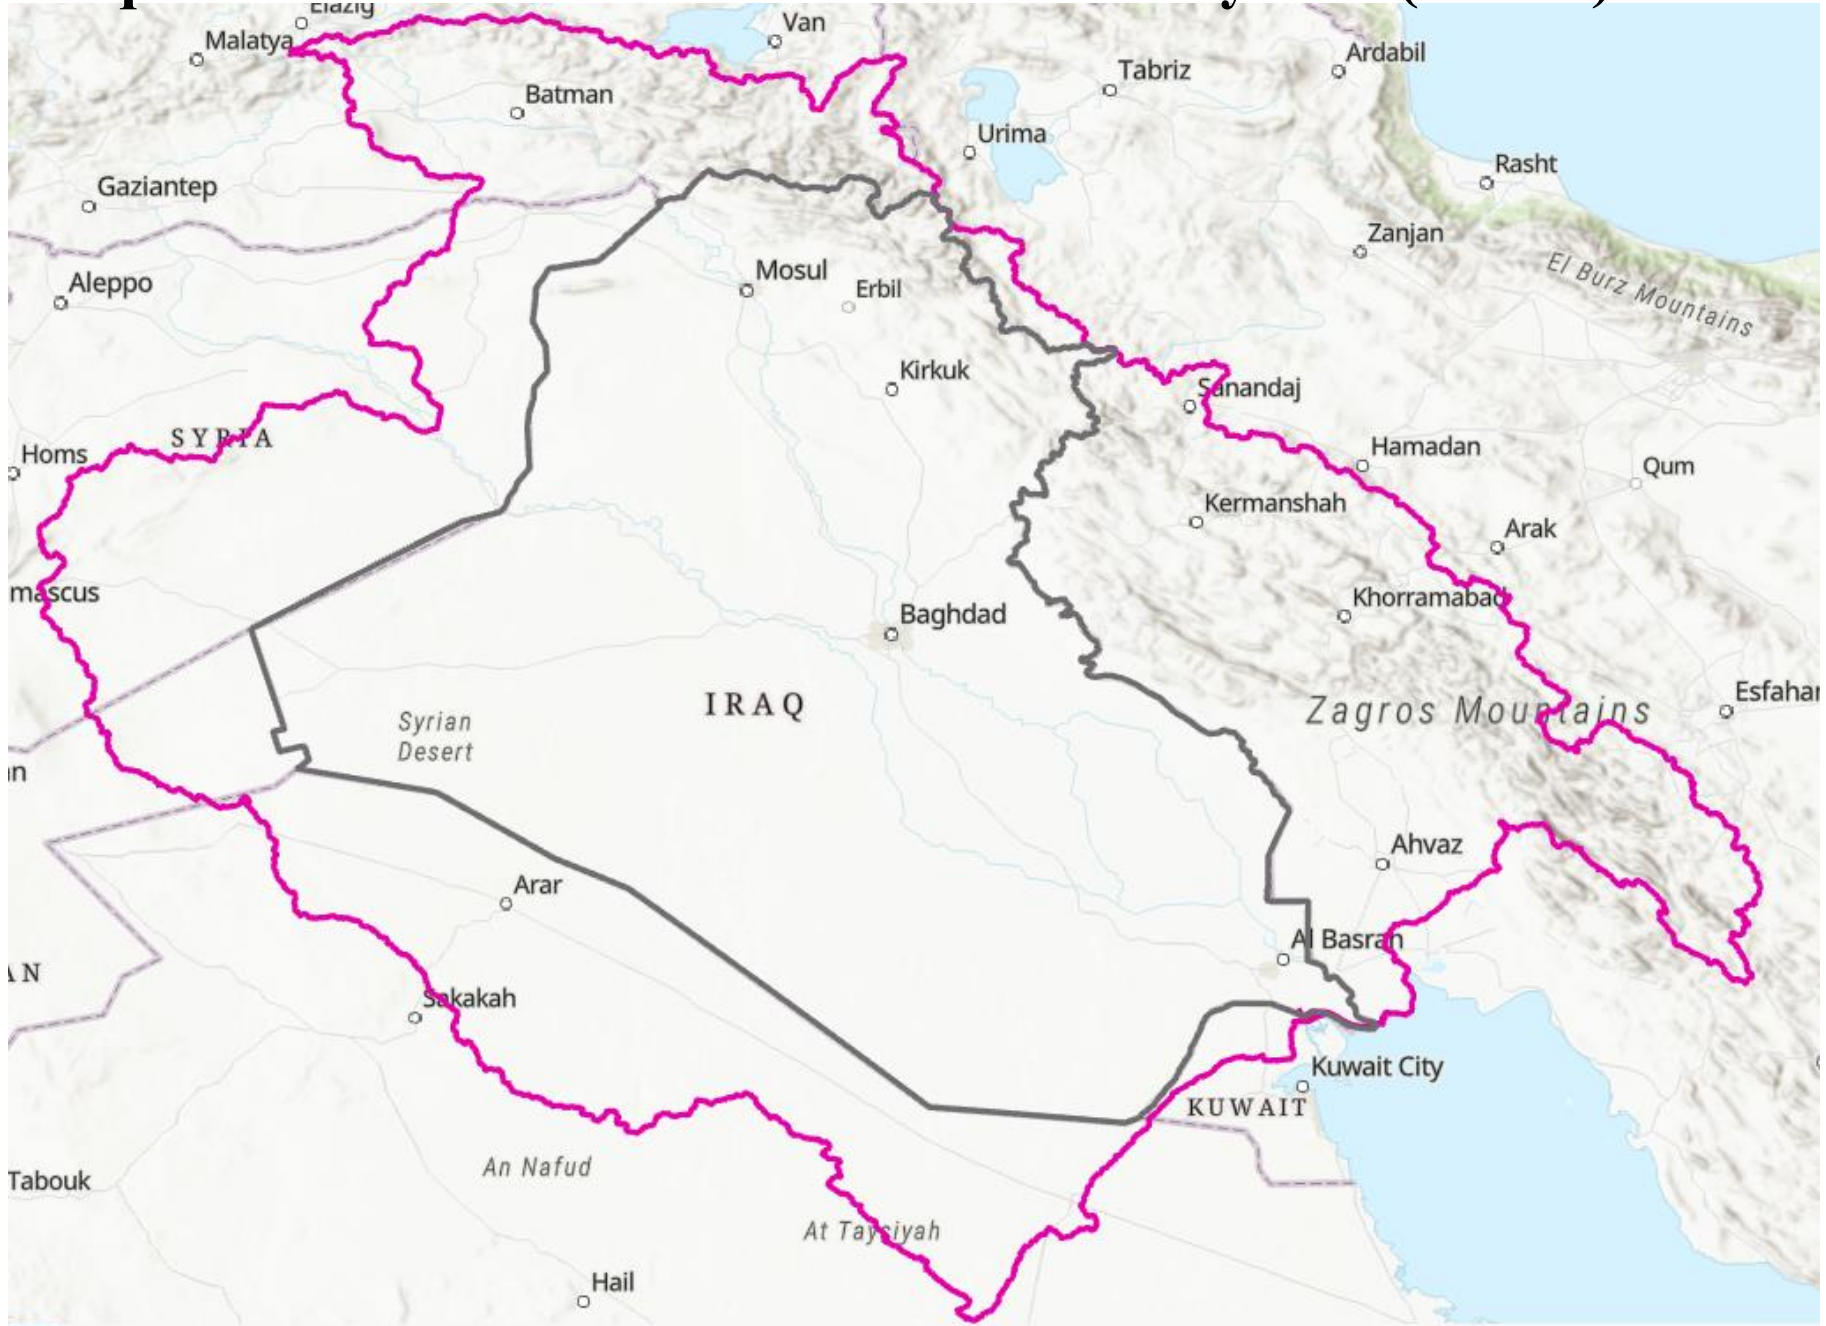 Elazig
Van
Malatya
Ardabil
Tabriz
Batman
Urima
Rasht
Gaziantep
Zanjan
Mosul
Aleppo
Erbil
El Burz Mountains
Kirkuk
Sanandaj
SYRIA
Homs
Hamadan
Qum
Kermanshah
Arak
mascus
Khorramabad
Baghdad
Esfahan
IRAQ
Zagros Mountains
Syrian
Desert
an
Ahvaz
Arar
Al Basrah
AN
Sakakah
Kuwait City
KUWAIT
An Nafud
Tabouk
At Taysiyah
Hail